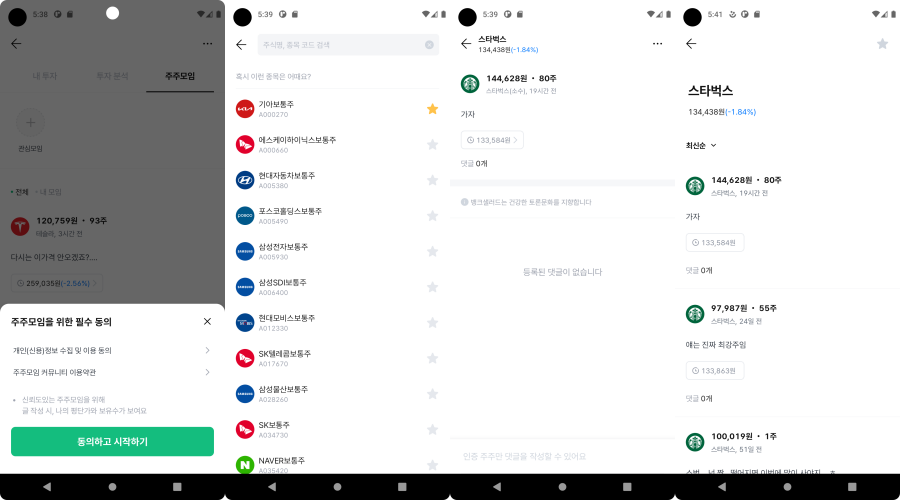 5:38
내 투자
투자 분석
주주모임
관심모임
• 전체
• 내 모임
120,759원 • 93주
테슬라, 3시간 전
다시는 이가격 안오겠죠?....
259,035원(-2.56%)
주주모임을 위한 필수 동의
개인(신용)정보 수집 및 이용 동의
주주모임 커뮤니티 이용약관
• 신뢰도있는 주주모임을 위해
글 작성 시, 나의 평단가와 보유수가 보여요
동의하고 시작하기
5:39
주식명, 종목 코드 검색
혹시 이런 종목은 어때요?
기아보통주
A000270
에스케이하이닉스보통주
A000660
현대자동차보통주
A005380
포스코홀딩스보통주
A005490
삼성전자보통주
A005930
삼성SDI보통주
A006400
현대모비스보통주
A012330
SK텔레콤보통주
A017670
삼성물산보통주
A028260
SK보통주
A034730
NAVER보통주
A035420
5:39
스타벅스
134,438원(-1.84%)
144,628원 • 80주
스타벅스(소수), 19시간 전
가자
133,584원
댓글 0개
뱅크샐러드는 건강한 토론문화를 지향합니다
등록된 댓글이 없습니다
인증 주주만 댓글을 작성할 수 있어요
5:41
스타벅스
134,438원(-1.84%)
최신순
144,628원 • 80주
스타벅스, 19시간 전
가자
133,584원
댓글 0개
97,987원 • 55주
스타벅스, 24일 전
얘는 진짜 최강주임
133,863원
댓글 0개
100,019원 • 1주
스타벅스, 51일 전